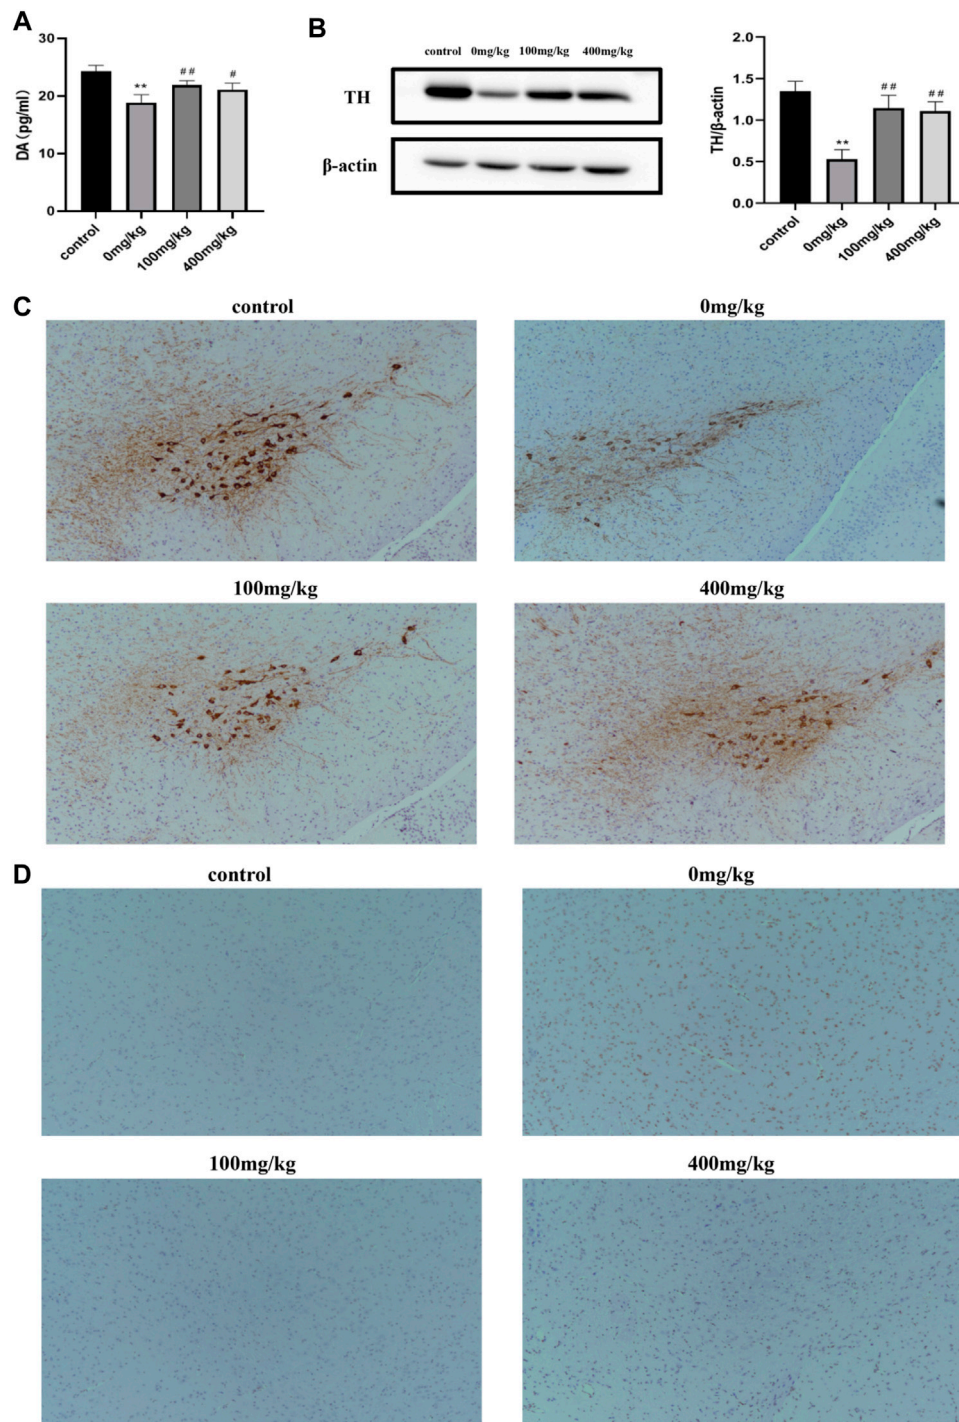 A
30
20
10
0
DA (pg/ml)
**
##
#
control
0mg/kg
100mg/kg
400mg/kg
B
control 0mg/kg 100mg/kg 400mg/kg
TH
β-actin
2.0
1.5
1.0
0.5
0.0
TH/β-actin
**
##
##
control
0mg/kg
100mg/kg
400mg/kg
C
control
0mg/kg
100mg/kg
400mg/kg
D
control
0mg/kg
100mg/kg
400mg/kg